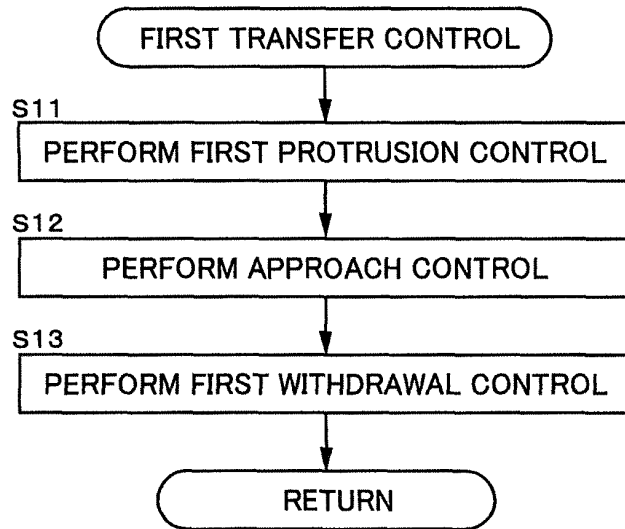 FIRST TRANSFER CONTROL
S11
PERFORM FIRST PROTRUSION CONTROL
S12
PERFORM APPROACH CONTROL
S13
PERFORM FIRST WITHDRAWAL CONTROL
RETURN